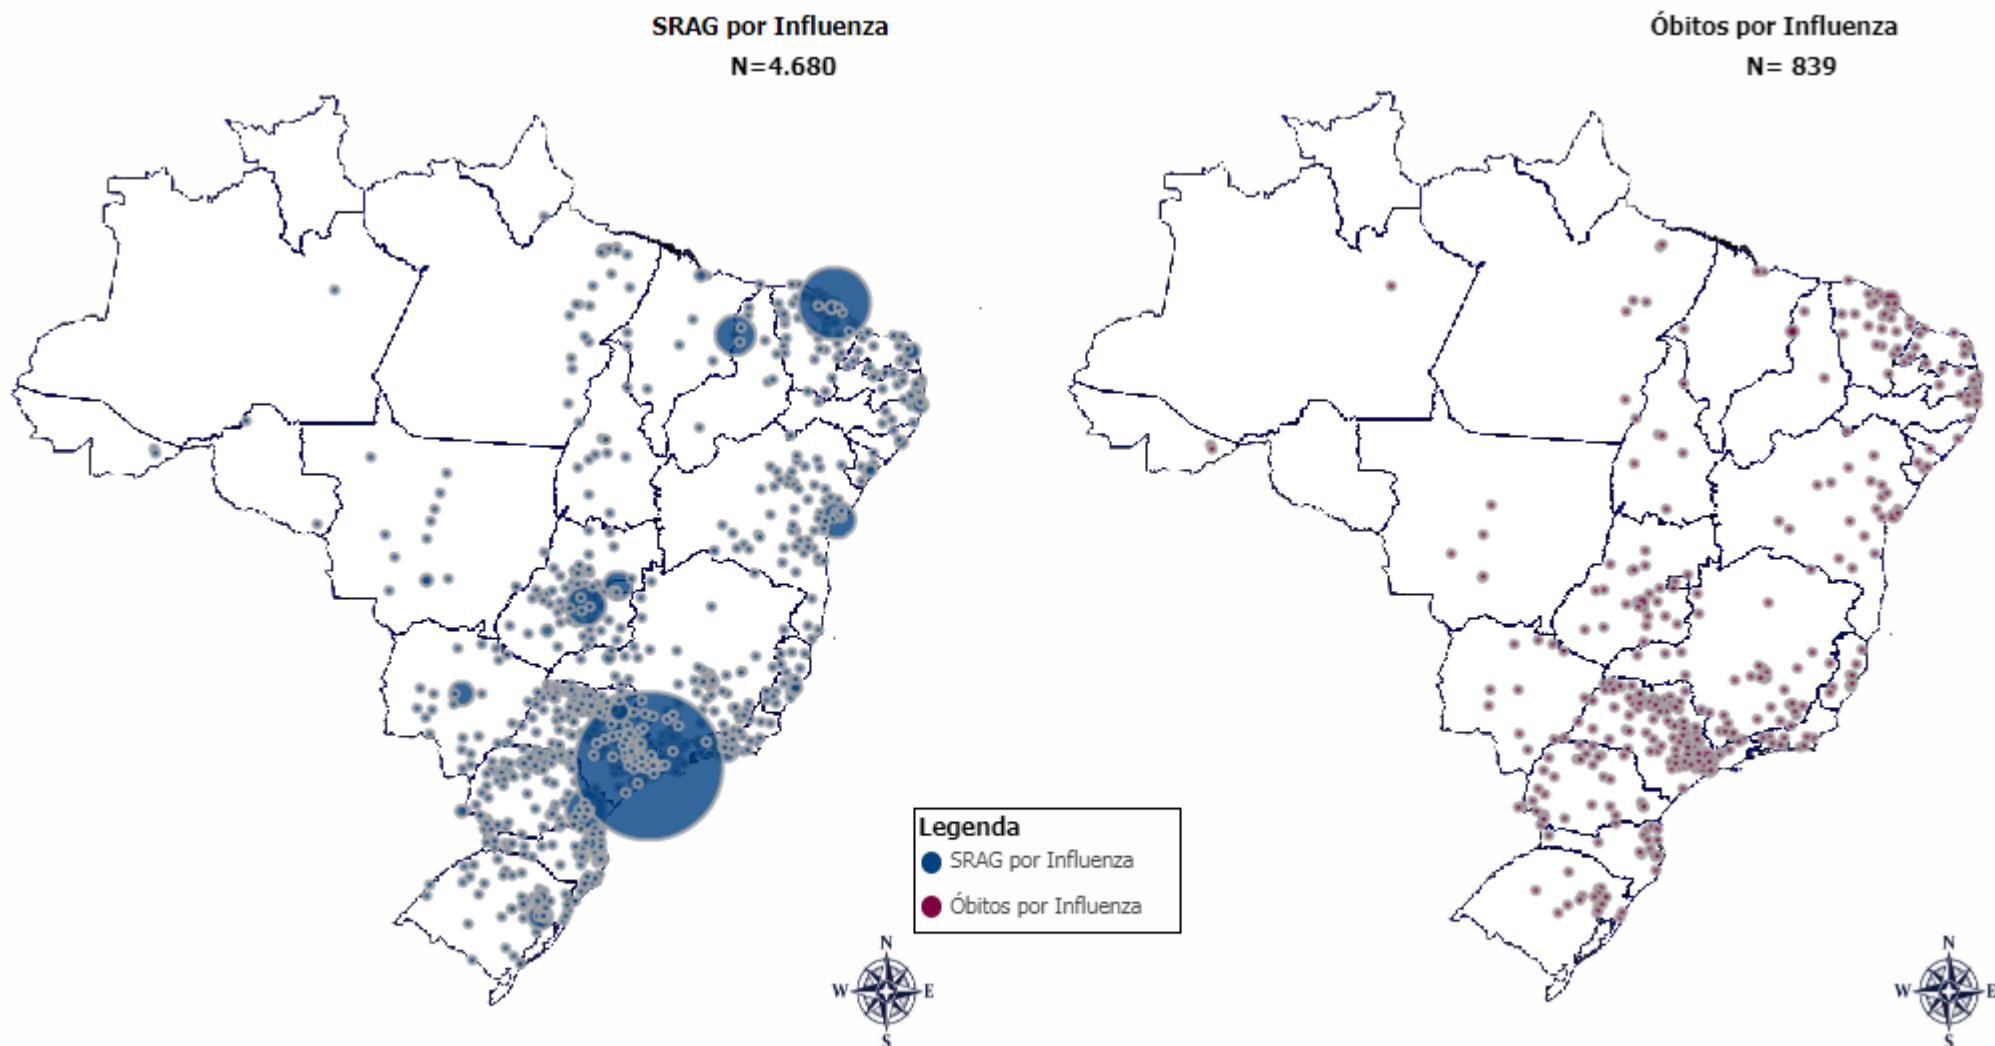 SRAG por Influenza
N=4.680
Óbitos por Influenza
N= 839
Legenda
SRAG por Influenza
Óbitos por Influenza
N
W E
S
N
W E
S